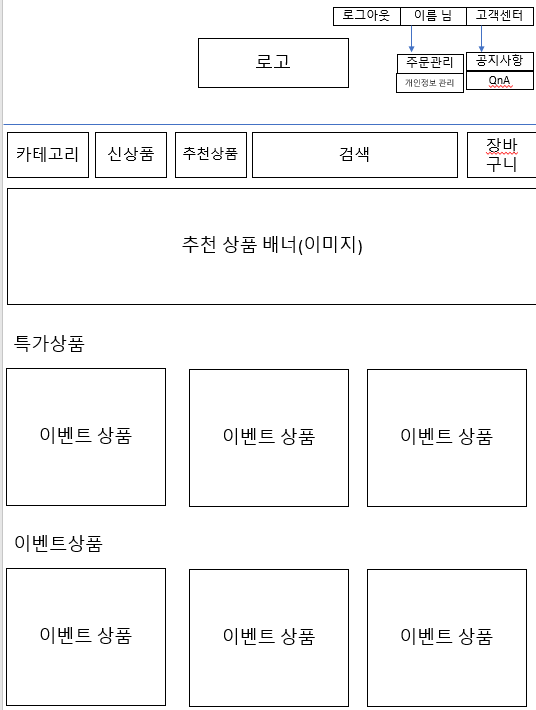 로그아웃 이름 님 고객센터
로고
주문관리 공지사항
개인정보 관리 QnA
카테고리 신상품 추천상품 검색 장바
구니
추천 상품 배너(이미지)
특가상품
이벤트 상품 이벤트 상품 이벤트 상품
이벤트상품
이벤트 상품 이벤트 상품 이벤트 상품